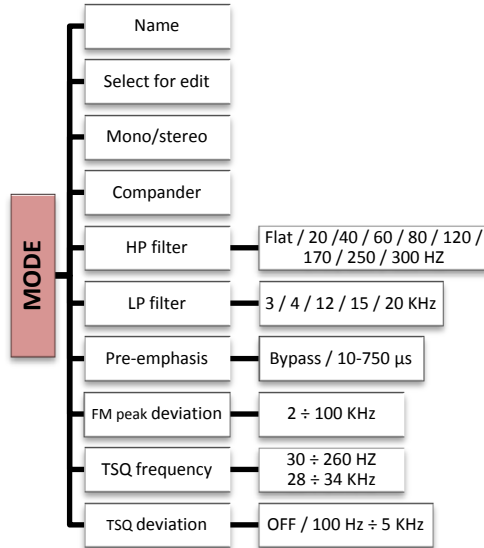 MODE
Name
Select for edit
Mono/stereo
Compander
HP filter
Flat / 20 /40 / 60 / 80 / 120 /
170 / 250 / 300 HZ
LP filter
3 / 4 / 12 / 15 / 20 KHz
Pre-emphasis
Bypass / 10-750 µs
FM peak deviation
2 ÷ 100 KHz
TSQ frequency
30 ÷ 260 HZ
28 ÷ 34 KHz
TSQ deviation
OFF / 100 Hz ÷ 5 KHz